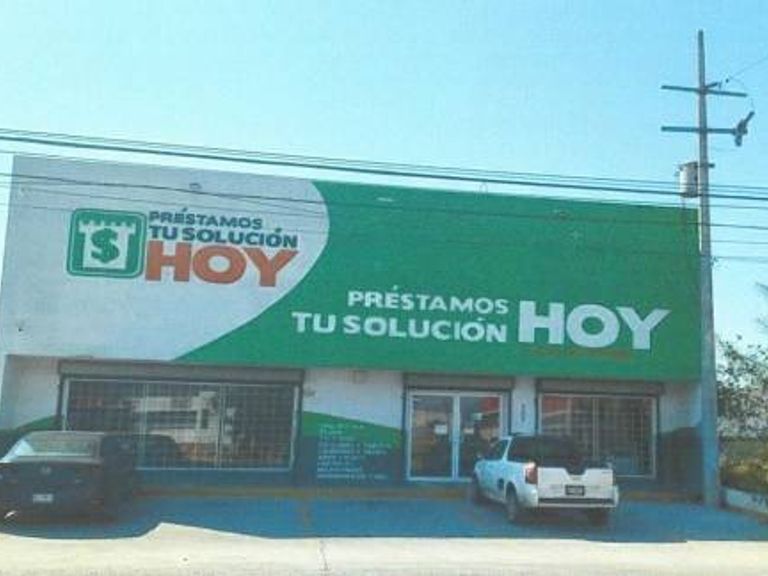 PRÉSTAMOS
TU SOLUCIÓN
HOY
$
PRÉSTAMOS
TU SOLUCIÓN HOY